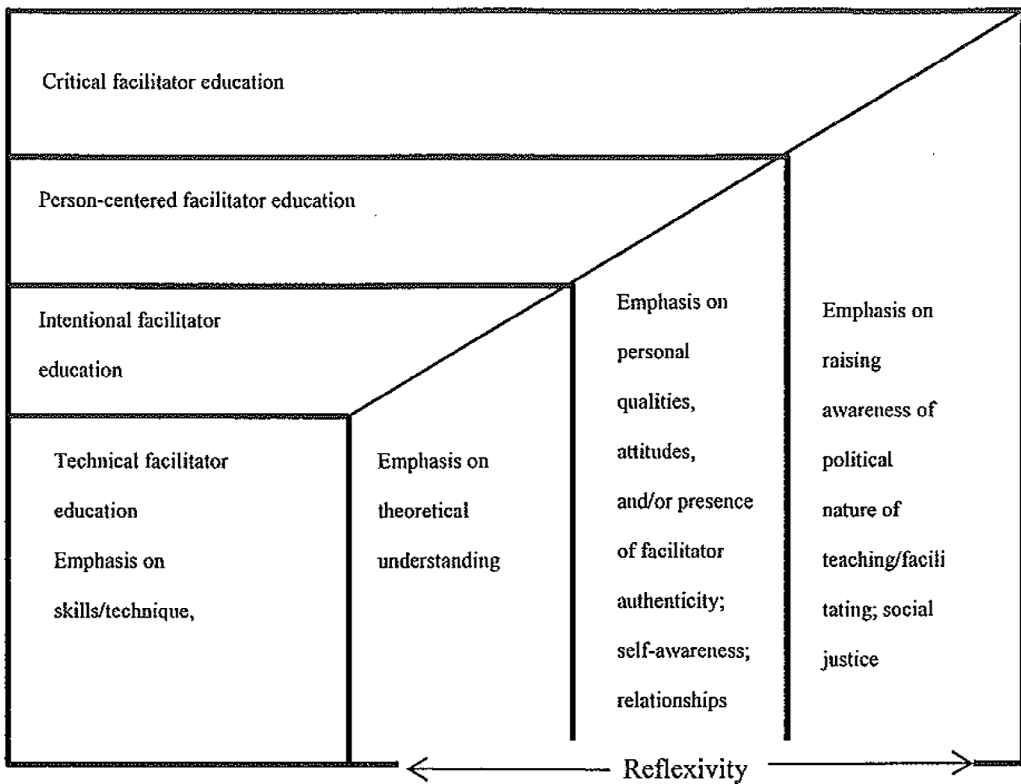 Critical facilitator education
Person-centered facilitator education
Intentional facilitator
education
Technical facilitator
education
Emphasis on
skills/technique,
Emphasis on
theoretical
understanding
Emphasis on
personal
qualities,
attitudes,
and/or presence
of facilitator
authenticity;
self-awareness;
relationships
Emphasis on
raising
awareness of
political
nature of
teaching/facili
tating; social
justice
Reflexivity